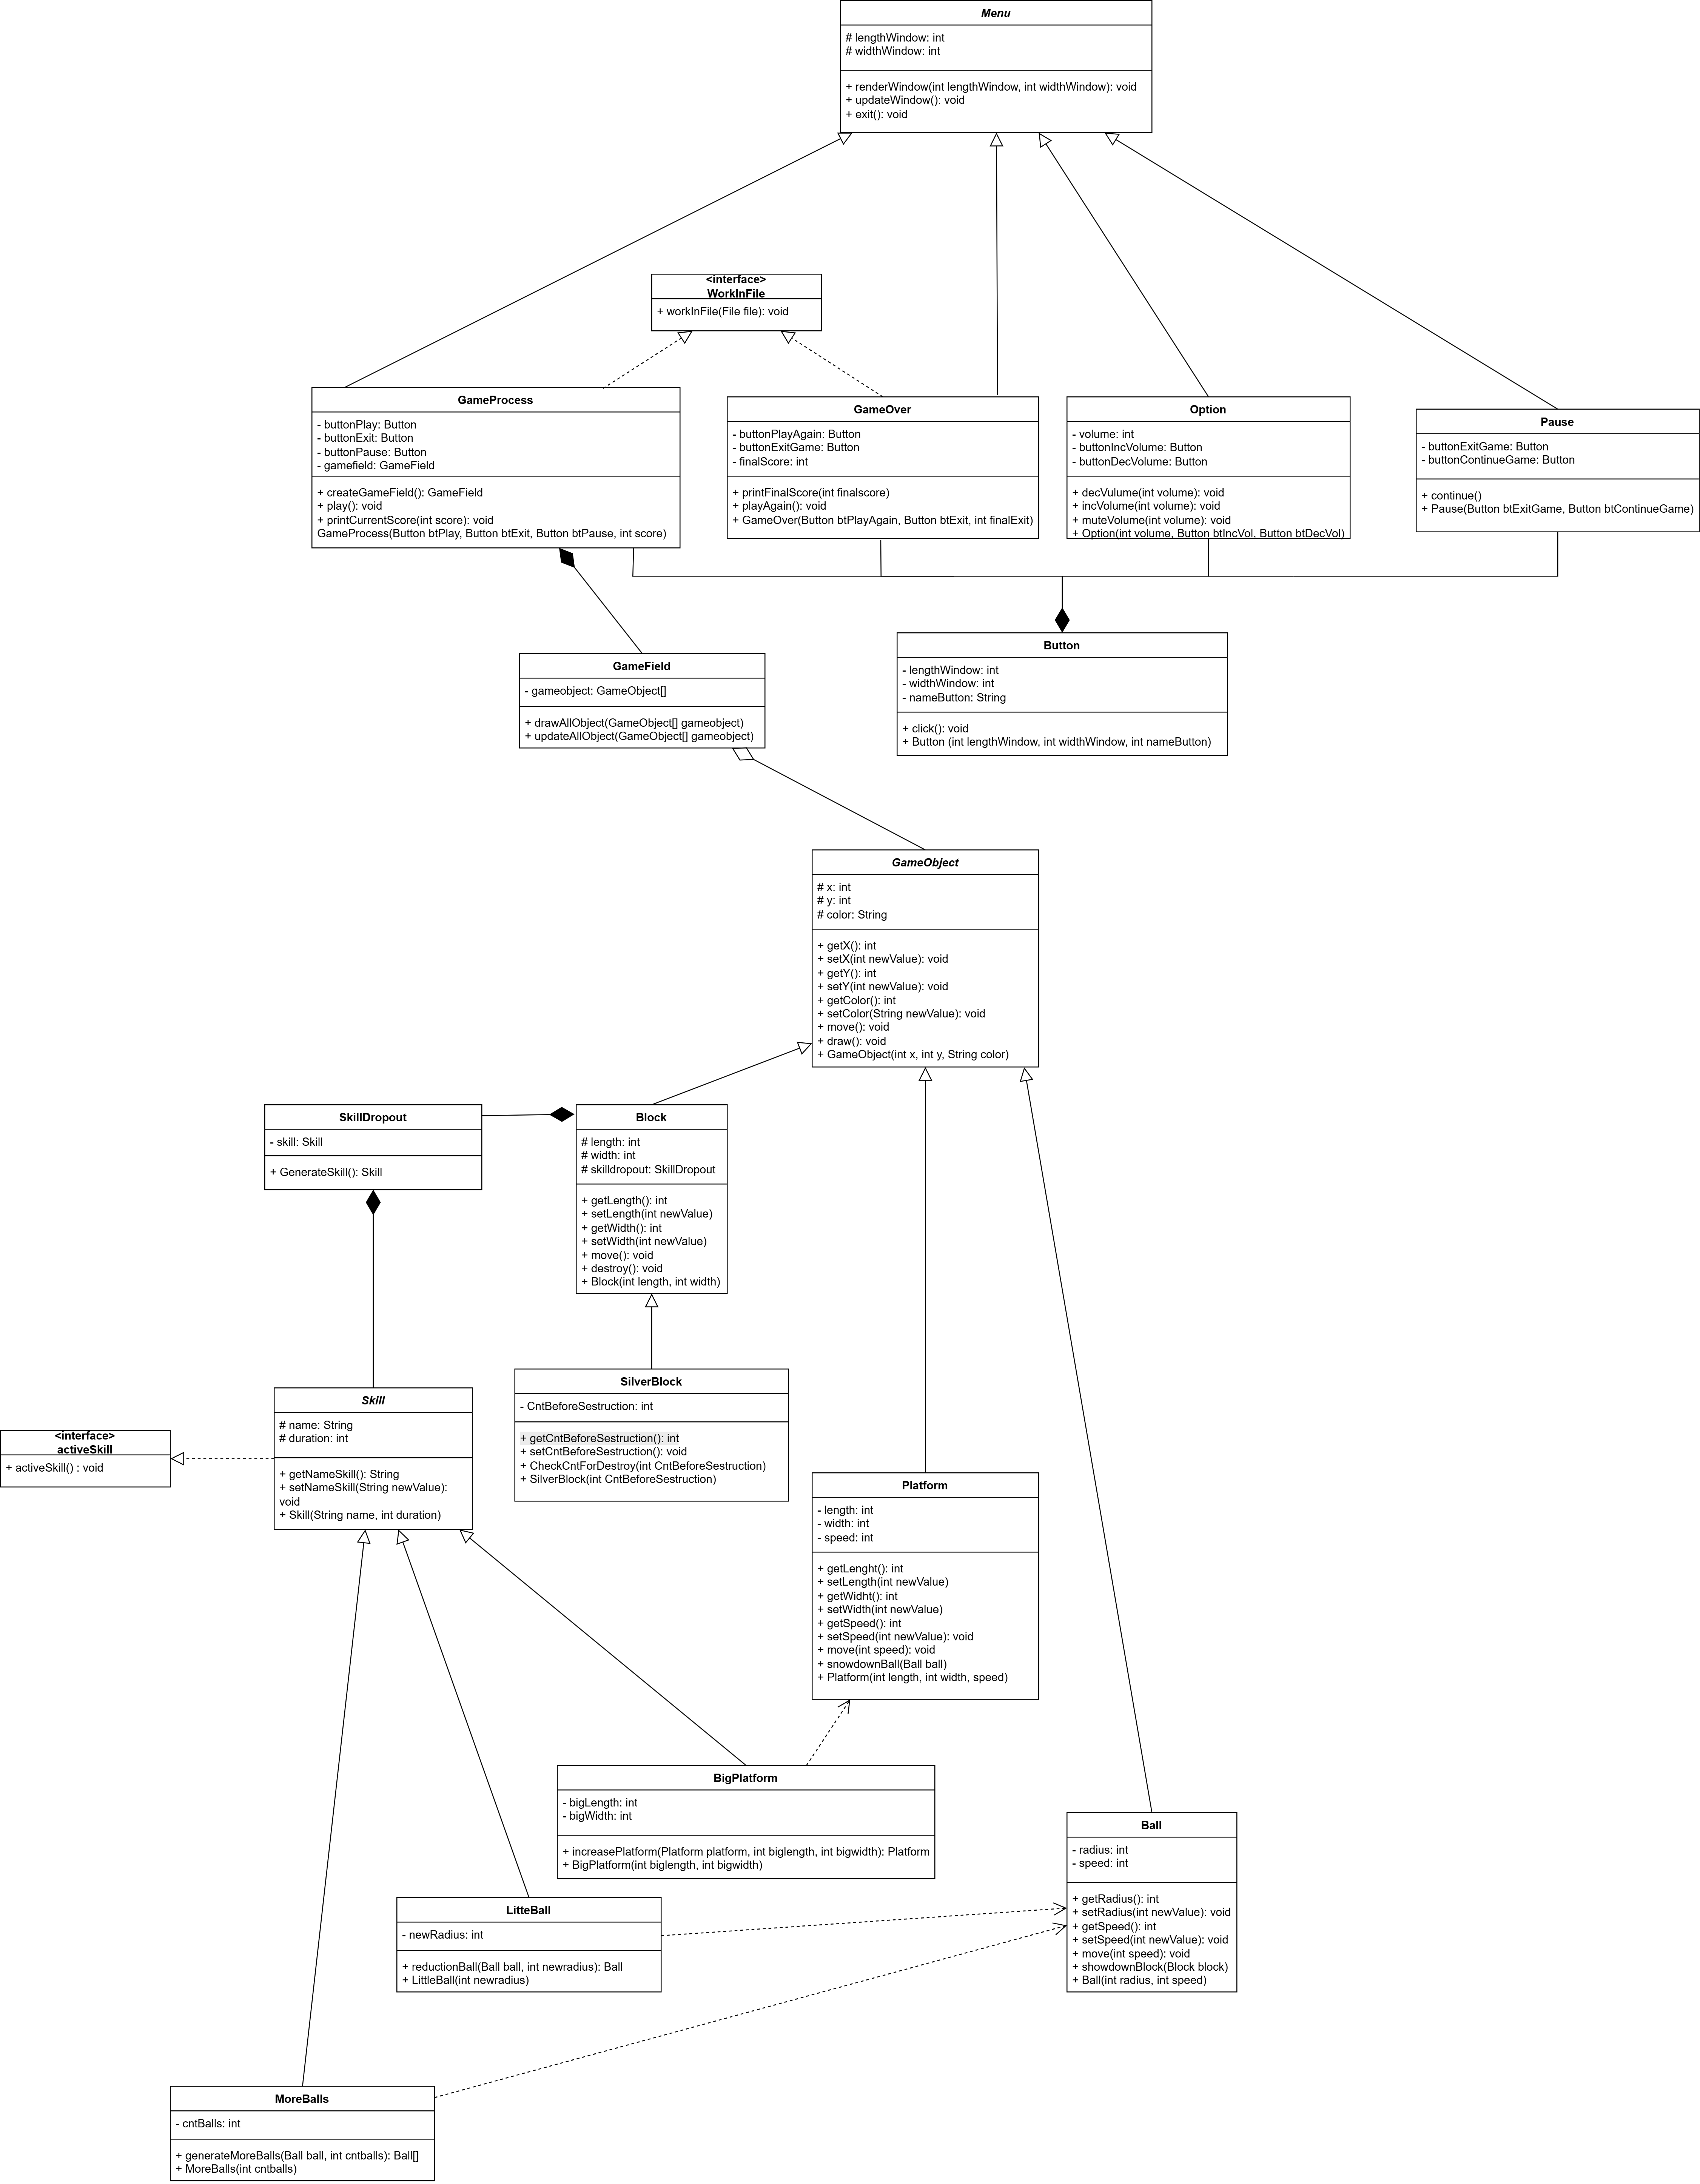 Menu
# lengthWindow: int
# widthWindow: int
+ renderWindow(int lengthWindow, int widthWindow): void
+ updateWindow(): void
+ exit(): void
<interface>
WorkInFile
+ workInFile(File file): void
GameProcess
- buttonPlay: Button
- buttonExit: Button
- buttonPause: Button
- gamefield: GameField
+ createGameField(): GameField
+ play(): void
+ printCurrentScore(int score): void
GameProcess(Button btPlay, Button btExit, Button btPause, int score)
GameOver
- buttonPlayAgain: Button
- buttonExitGame: Button
- finalScore: int
+ printFinalScore(int finalscore)
+ playAgain(): void
+ GameOver(Button btPlayAgain, Button btExit, int finalExit)
Option
- volume: int
- buttonIncVolume: Button
- buttonDecVolume: Button
+ decVulume(int volume): void
+ incVolume(int volume): void
+ muteVolume(int volume): void
+ Option(int volume, Button btIncVol, Button btDecVol)
Pause
- buttonExitGame: Button
- buttonContinueGame: Button
+ continue()
+ Pause(Button btExitGame, Button btContinueGame)
GameField
- gameobject: GameObject[]
+ drawAllObject(GameObject[] gameobject)
+ updateAllObject(GameObject[] gameobject)
Button
- lengthWindow: int
- widthWindow: int
- nameButton: String
+ click(): void
+ Button (int lengthWindow, int widthWindow, int nameButton)
GameObject
# x: int
# y: int
# color: String
+ getX(): int
+ setX(int newValue): void
+ getY(): int
+ setY(int newValue): void
+ getColor(): int
+ setColor(String newValue): void
+ move(): void
+ draw(): void
+ GameObject(int x, int y, String color)
SkillDropout
- skill: Skill
+ GenerateSkill(): Skill
Block
# length: int
# width: int
# skilldropout: SkillDropout
+ getLength(): int
+ setLength(int newValue)
+ getWidth(): int
+ setWidth(int newValue)
+ move(): void
+ destroy(): void
+ Block(int length, int width)
SilverBlock
- CntBeforeSestruction: int
+ getCntBeforeSestruction(): int
+ setCntBeforeSestruction(): void
+ CheckCntForDestroy(int CntBeforeSestruction)
+ SilverBlock(int CntBeforeSestruction)
Skill
# name: String
# duration: int
+ getNameSkill(): String
+ setNameSkill(String newValue):
void
+ Skill(String name, int duration)
<interface>
activeSkill
+ activeSkill() : void
Platform
- length: int
- width: int
- speed: int
+ getLenght(): int
+ setLength(int newValue)
+ getWidht(): int
+ setWidth(int newValue)
+ getSpeed(): int
+ setSpeed(int newValue): void
+ move(int speed): void
+ snowdownBall(Ball ball)
+ Platform(int length, int width, speed)
BigPlatform
- bigLength: int
- bigWidth: int
+ increasePlatform(Platform platform, int biglength, int bigwidth): Platform
+ BigPlatform(int biglength, int bigwidth)
Ball
- radius: int
- speed: int
+ getRadius(): int
+ setRadius(int newValue): void
+ getSpeed(): int
+ setSpeed(int newValue): void
+ move(int speed): void
+ showdownBlock(Block block)
+ Ball(int radius, int speed)
LitteBall
- newRadius: int
+ reductionBall(Ball ball, int newradius): Ball
+ LittleBall(int newradius)
MoreBalls
- cntBalls: int
+ generateMoreBalls(Ball ball, int cntballs): Ball[]
+ MoreBalls(int cntballs)